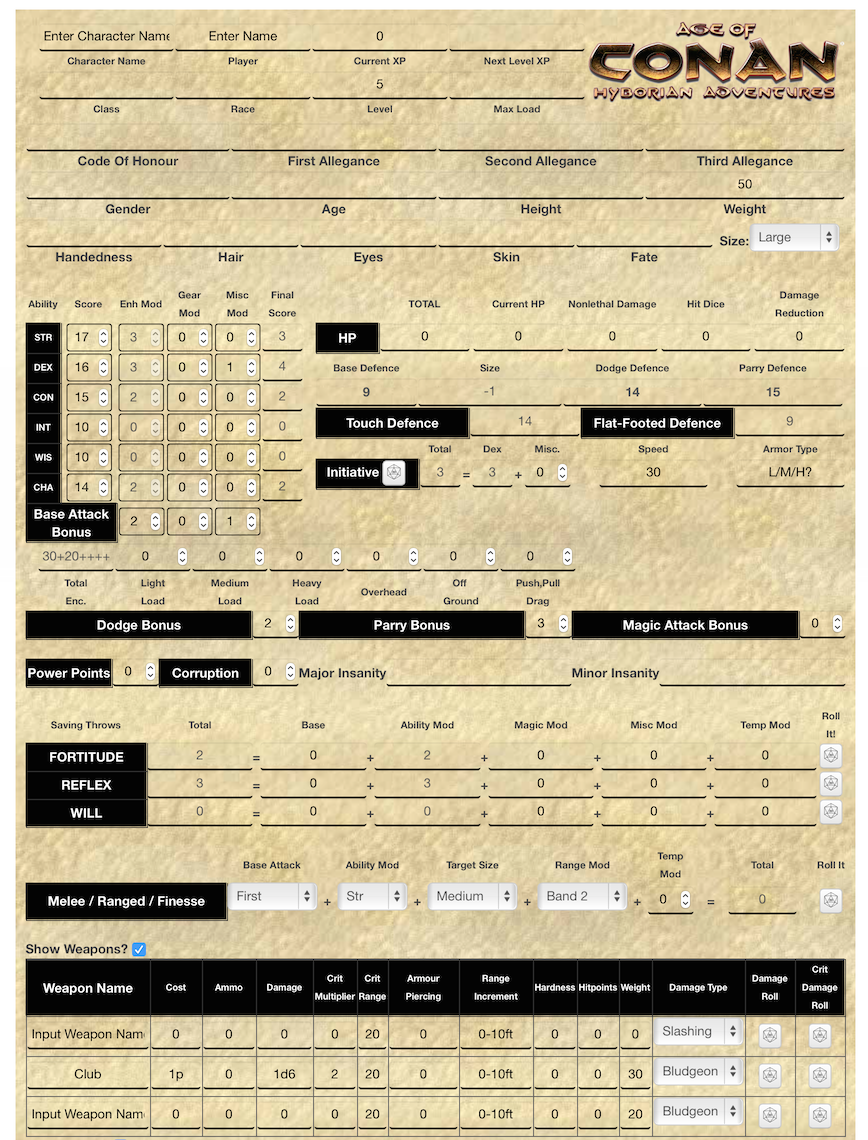 AGE OF
CONAN
HYBORIAN ADVENTURES
Enter Character Name Enter Name 0
Character Name Player Current XP Next Level XP
5
Class Race Level Max Load
Code Of Honour First Allegance Second Allegance Third Allegance
50
Gender Age Height Weight
Size: Large
Handedness Hair Eyes Skin Fate
Ability Score Enh Mod Gear Mod Misc Mod Final Score
STR 17 3 0 0 3
DEX 16 3 0 1 4
CON 15 2 0 0 2
INT 10 0 0 0 0
WIS 10 0 0 0 0
CHA 14 2 0 0 2
Base Attack Bonus 2 0 1
TOTAL Current HP Nonlethal Damage Hit Dice Damage Reduction
HP 0 0 0 0 0
Base Defence Size Dodge Defence Parry Defence
9 -1 14 15
Touch Defence 14 Flat-Footed Defence 9
Total Dex Misc. Speed Armor Type
Initiative 3 = 3 + 0 30 L/M/H?
30+20++++ 0 0 0 0 0 0
Total Enc. Light Load Medium Load Heavy Load Overhead Off Ground Push,Pull Drag
Dodge Bonus 2 Parry Bonus 3 Magic Attack Bonus 0
Power Points 0 Corruption 0 Major Insanity Minor Insanity
Saving Throws Total Base Ability Mod Magic Mod Misc Mod Temp Mod Roll It!
FORTITUDE 2 = 0 + 2 + 0 + 0 + 0
REFLEX 3 = 0 + 3 + 0 + 0 + 0
WILL 0 = 0 + 0 + 0 + 0 + 0
Base Attack Ability Mod Target Size Range Mod Temp Mod Total Roll It
Melee / Ranged / Finesse First + Str + Medium + Band 2 + 0 = 0
Show Weapons?
Weapon Name Cost Ammo Damage Crit Multiplier Crit Range Armour Piercing Range Increment Hardness Hitpoints Weight Damage Type Damage Roll Crit Damage Roll
Input Weapon Nam 0 0 0 0 20 0 0-10ft 0 0 0 Slashing
Club 1p 0 1d6 2 20 0 0-10ft 0 0 30 Bludgeon
Input Weapon Nam 0 0 0 0 20 0 0-10ft 0 0 20 Bludgeon